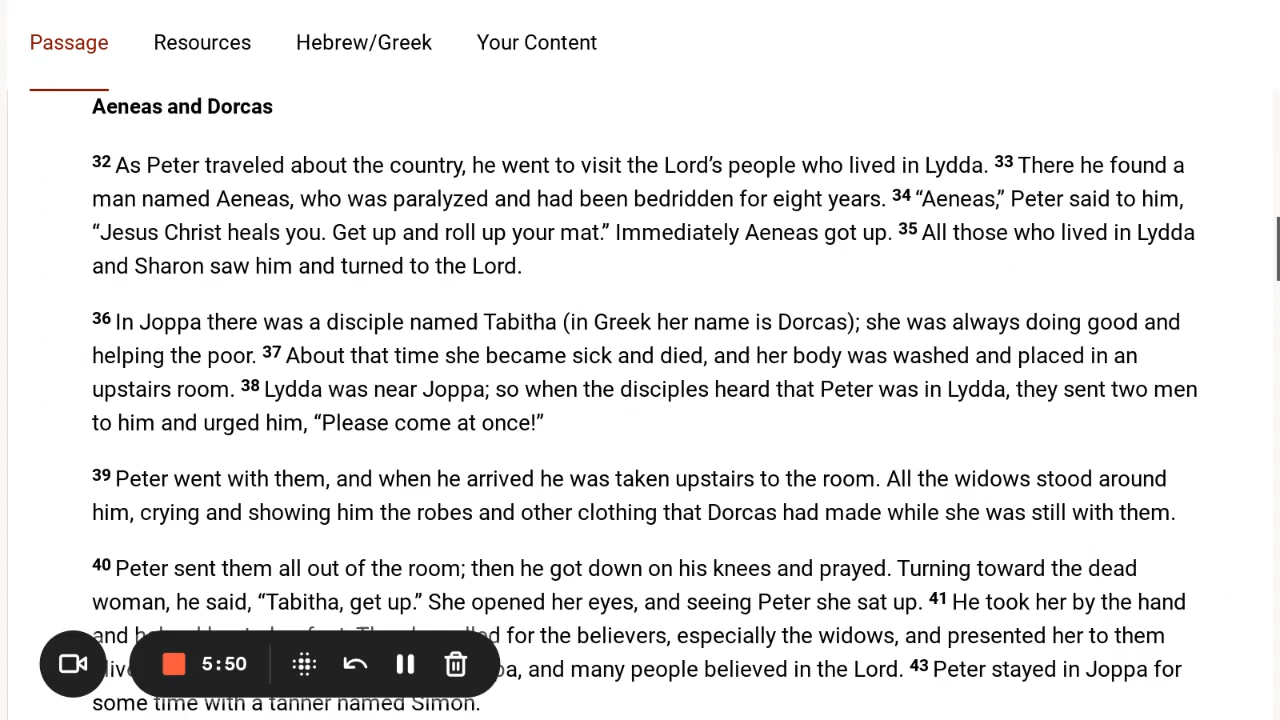 Passage Resources Hebrew/Greek Your Content
Aeneas and Dorcas
32 As Peter traveled about the country, he went to visit the Lord’s people who lived in Lydda. 33 There he found a
man named Aeneas, who was paralyzed and had been bedridden for eight years. 34 “Aeneas,” Peter said to him,
“Jesus Christ heals you. Get up and roll up your mat.” Immediately Aeneas got up. 35 All those who lived in Lydda
and Sharon saw him and turned to the Lord.
36 In Joppa there was a disciple named Tabitha (in Greek her name is Dorcas); she was always doing good and
helping the poor. 37 About that time she became sick and died, and her body was washed and placed in an
upstairs room. 38 Lydda was near Joppa; so when the disciples heard that Peter was in Lydda, they sent two men
to him and urged him, “Please come at once!”
39 Peter went with them, and when he arrived he was taken upstairs to the room. All the widows stood around
him, crying and showing him the robes and other clothing that Dorcas had made while she was still with them.
40 Peter sent them all out of the room; then he got down on his knees and prayed. Turning toward the dead
woman, he said, “Tabitha, get up.” She opened her eyes, and seeing Peter she sat up. 41 He took her by the hand
and for the believers, especially the widows, and presented her to them
and many people believed in the Lord. 43 Peter stayed in Joppa for
some time with a tanner named Simon.
5:50